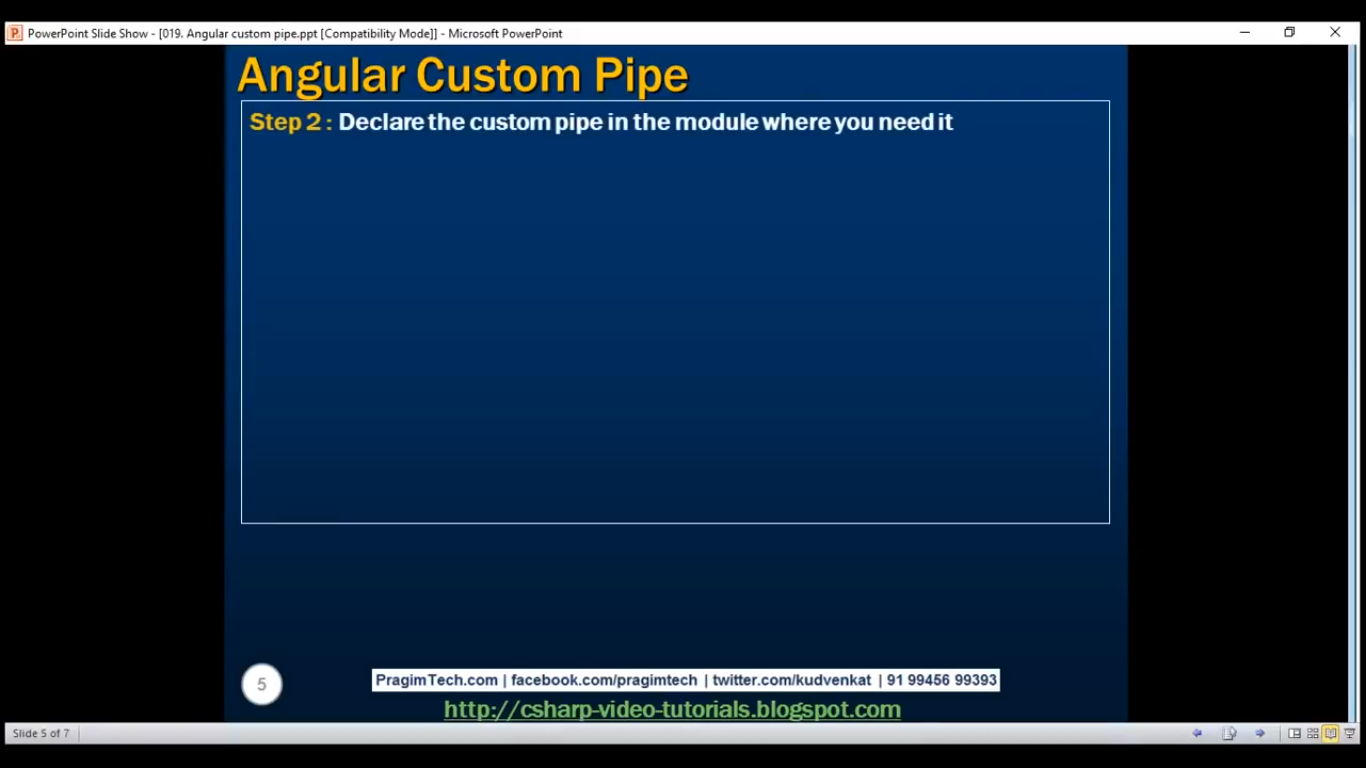 PowerPoint Slide Show - [019. Angular custom pipe.ppt [Compatibility Mode]] - Microsoft PowerPoint
Angular Custom Pipe
Step 2 : Declare the custom pipe in the module where you need it
5
PragimTech.com | facebook.com/pragimtech | twitter.com/kudvenkat | 91 99456 99393
http://csharp-video-tutorials.blogspot.com
Slide 5 of 7